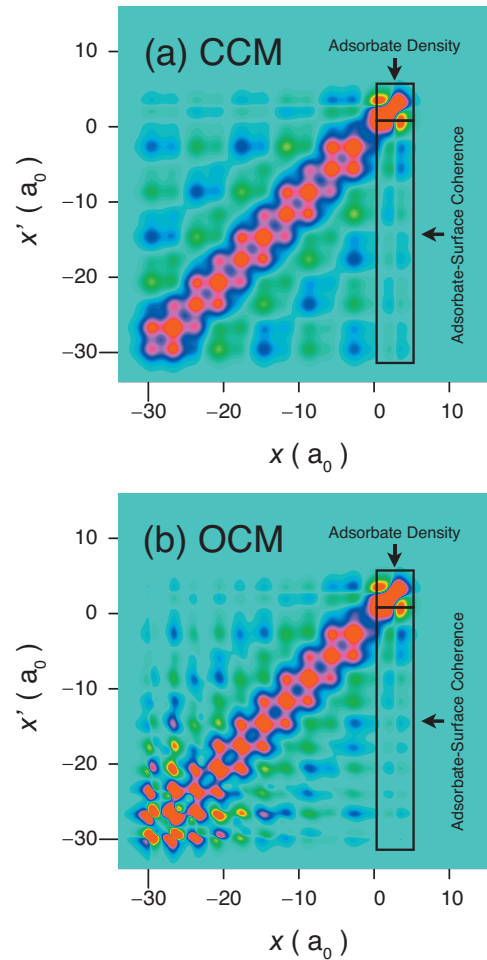 (a) CCM
Adsorbate Density
Adsorbate-Surface Coherence
10
0
−10
−20
−30
x' ( a0 )
−30
−20
−10
0
10
x ( a0 )
(b) OCM
Adsorbate Density
Adsorbate-Surface Coherence
10
0
−10
−20
−30
x' ( a0 )
−30
−20
−10
0
10
x ( a0 )